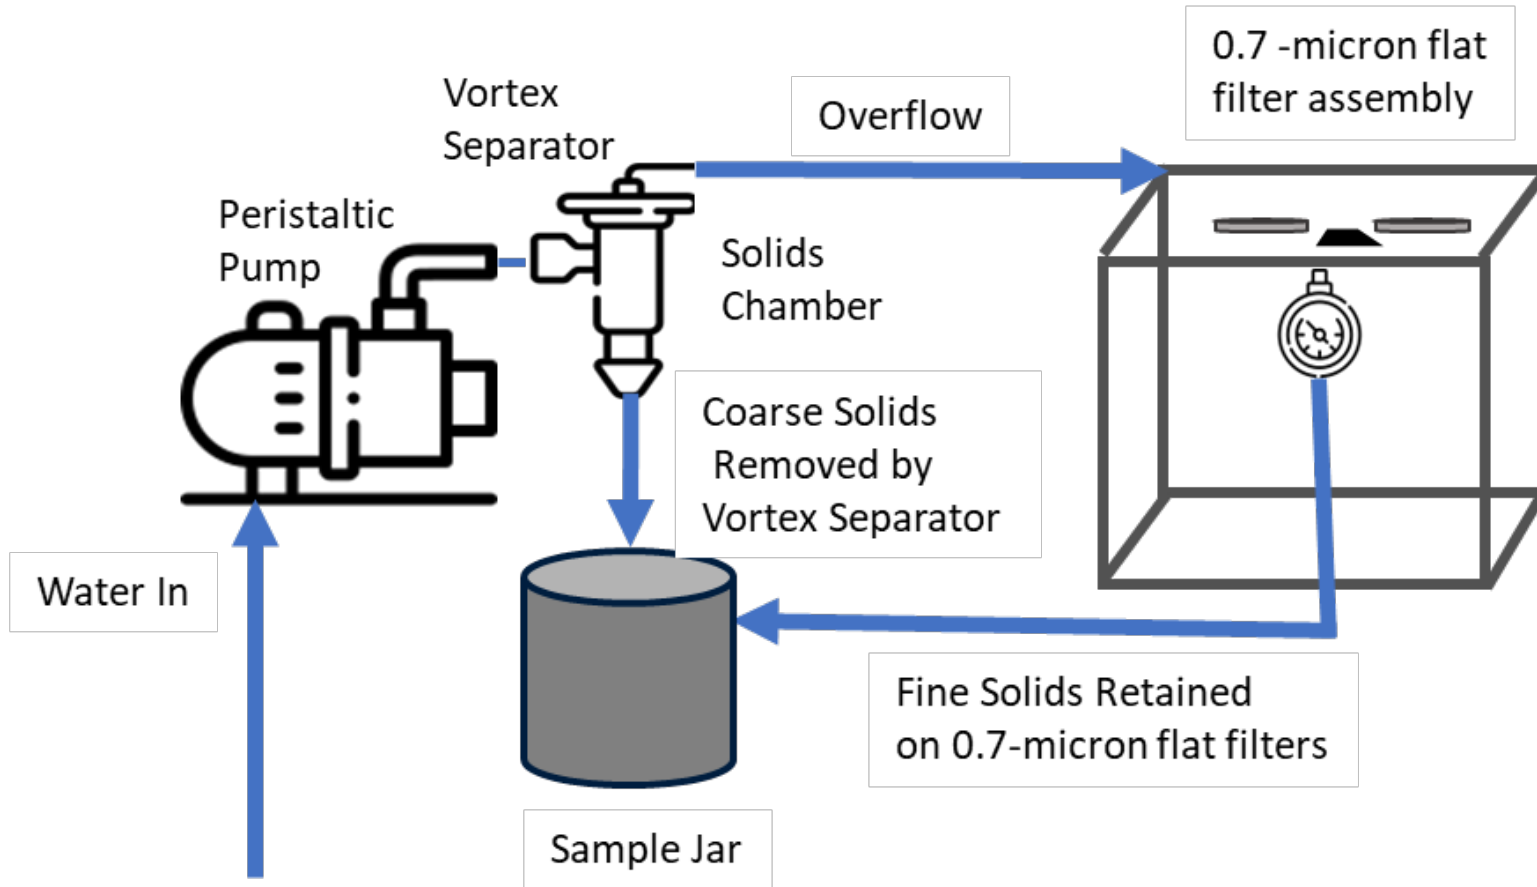 Vortex
Separator
Overflow
0.7 -micron flat
filter assembly
Peristaltic
Pump
Solids
Chamber
Coarse Solids
Removed by
Vortex Separator
Water In
Fine Solids Retained
on 0.7-micron flat filters
Sample Jar